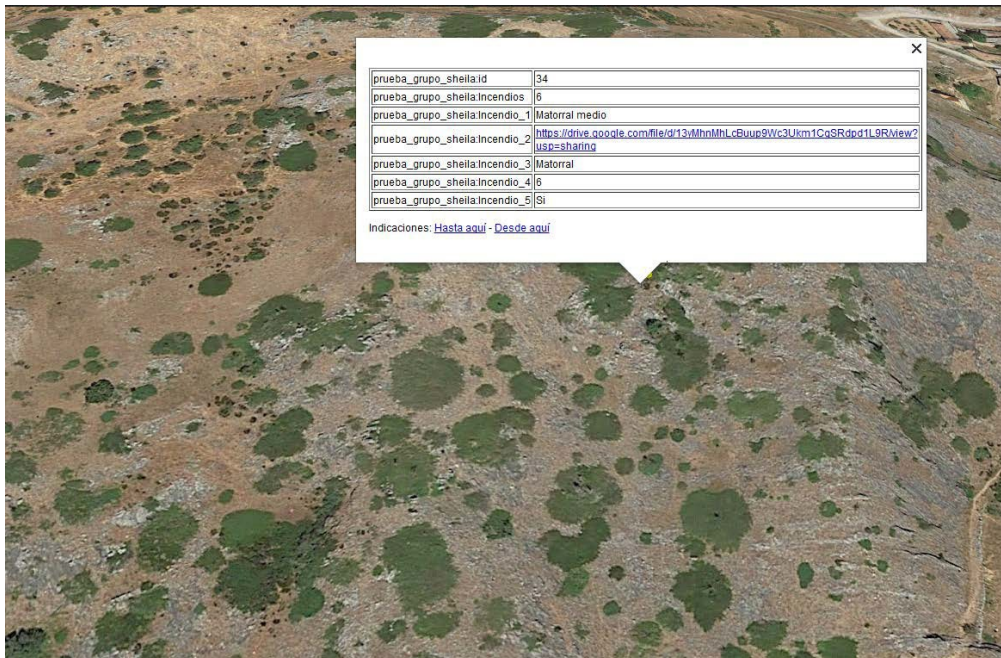 prueba_grupo_sheila:id 34
prueba_grupo_sheila:Incendios 6
prueba_grupo_sheila:Incendio_1 Matorral medio
prueba_grupo_sheila:Incendio_2 https://drive.google.com/file/d/13vMhnMhLcBuup9Wc3Ukm1CgSRdpd1L9R/view?
usp=sharing
prueba_grupo_sheila:Incendio_3 Matorral
prueba_grupo_sheila:Incendio_4 6
prueba_grupo_sheila:Incendio_5 Si
Indicaciones: Hasta aquí - Desde aquí